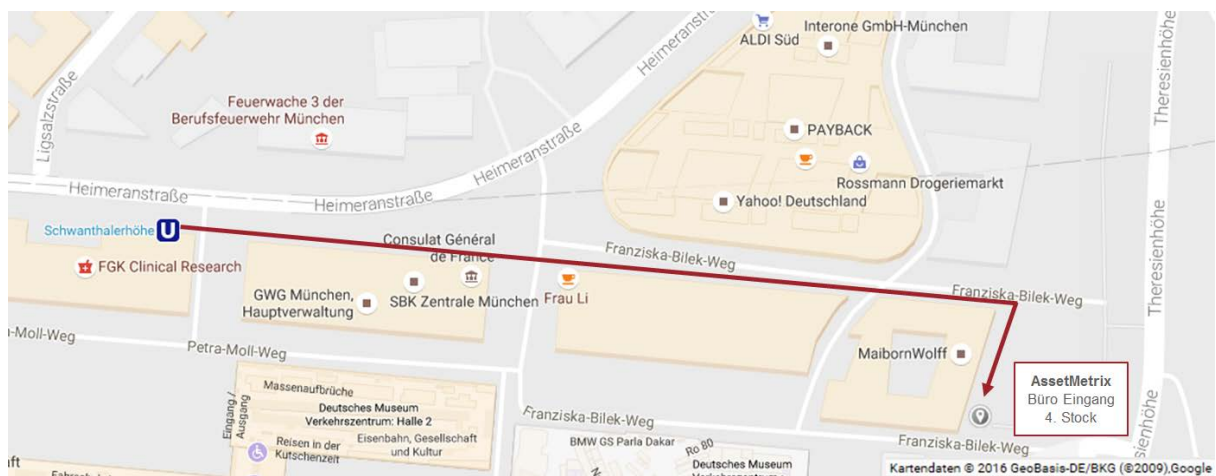 Interone GmbH-München
ALDI Süd
Heimeranst
Ligsalzstraße
Theresienhöhe
Feuerwache 3 der
Berufsfeuerwehr München
PAYBACK
Heimeranstraße
Rossmann Drogeriemarkt
Heimeranstraße
Heimeranstraße
Yahoo! Deutschland
Schwanthalerhöhe
U
Consulat Général
de France
Franziska-Bilek-Weg
FGK Clinical Research
SBK Zentrale München
Frau Li
GWG München,
Hauptverwaltung
Franziska-Bilek-Weg
Theresienhöhe
-Moll-Weg
Petra-Moll-Weg
MaibornWolff
AssetMetrix
Büro Eingang
4. Stock
Massenaufbrüche
Deutsches Museum
Verkehrszentrum: Halle 2
Eingang /
Ausgang
Reisen in der
Kutschenzeit
Eisenbahn, Gesellschaft
und Kultur
Franziska-Bilek-Weg
BMW GS Parla Dakar
Ro 80
Deutsches Museum
Franziska-Bilek-Weg
Theresienhöhe
Kartendaten © 2016 GeoBasis-DE/BKG (©2009),Google